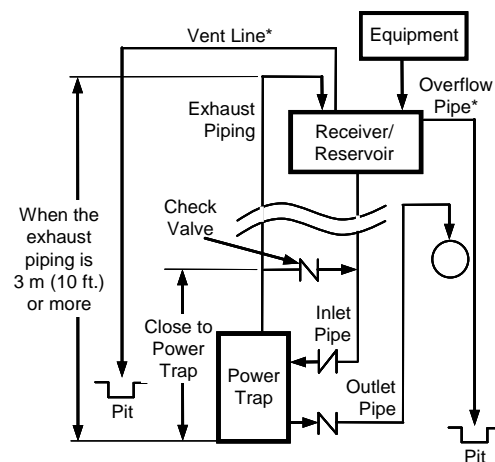 Vent Line*
Equipment
Exhaust
Piping
Overflow
Pipe*
Receiver/
Reservoir
When the
exhaust
piping is
3 m (10 ft.)
or more
Check
Valve
Close to
Power
Trap
Inlet
Pipe
Power
Trap
Outlet
Pipe
Pit
Pit